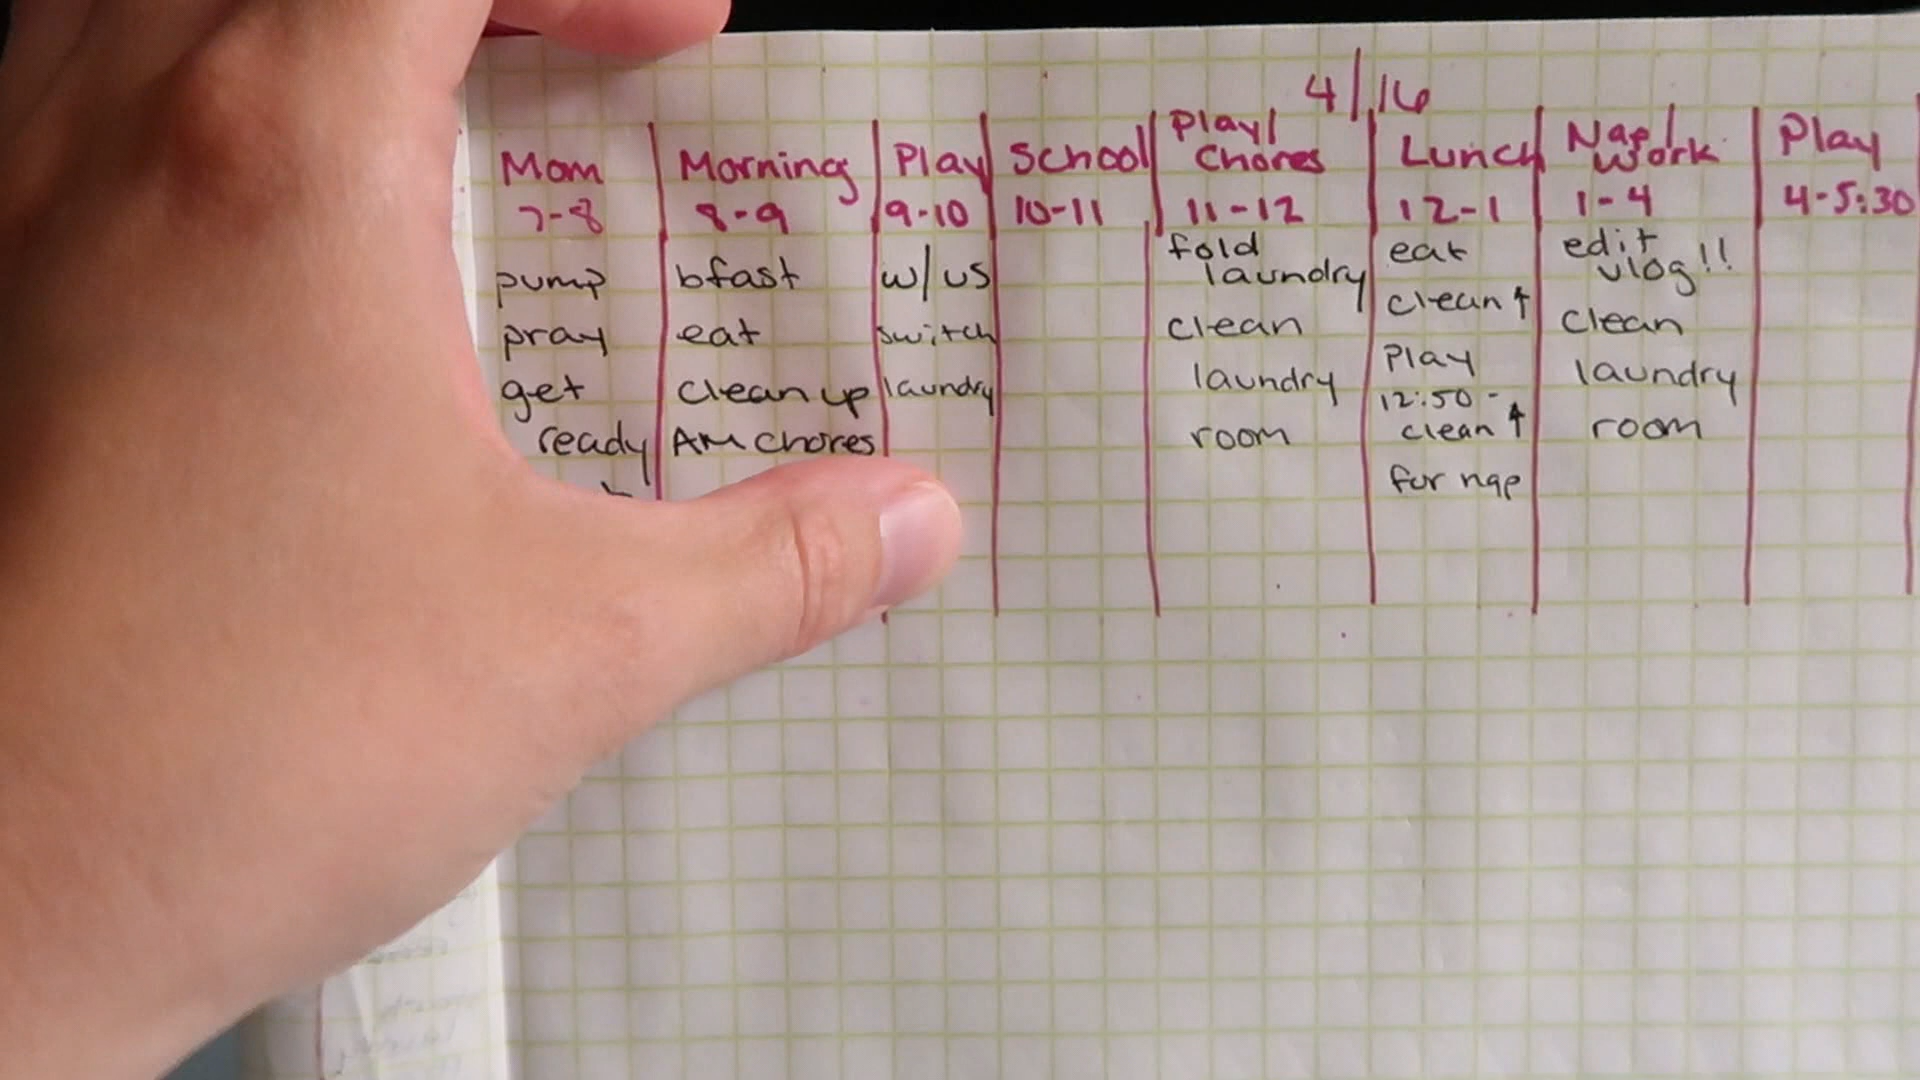 4/16
Mom
7-8
pump
pray
get
ready
Morning
8-9
bfast
eat
clean up
AM chores
Play
9-10
w/ us
switch
laundry
School
10-11
Play/
Chores
11-12
fold
laundry
clean
laundry
room
Lunch
12-1
eat
clean ↑
Play
12:50 -
clean ↑
for nap
Nap/
Work
1-4
edit
vlog!!
clean
laundry
room
Play
4-5:30